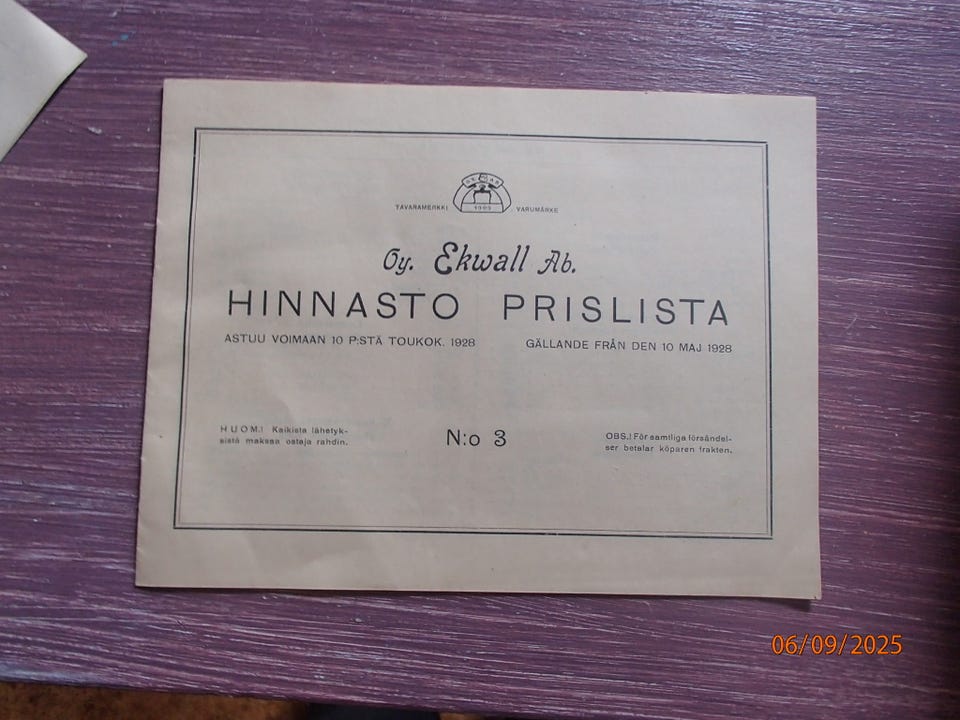 TAVARAMERKKI VARUMÄRKE
Oy. Ekwall Ab.
HINNASTO PRISLISTA
ASTUU VOIMAAN 10 P:STÄ TOUKOK. 1928
GÄLLANDE FRÅN DEN 10 MAJ 1928
HUOM.! Kaikista lähetyk-
sistä maksaa ostaja rahdin.
N:o 3
OBS.! För samtliga försändel-
ser betalar köparen frakten.
06/09/2025